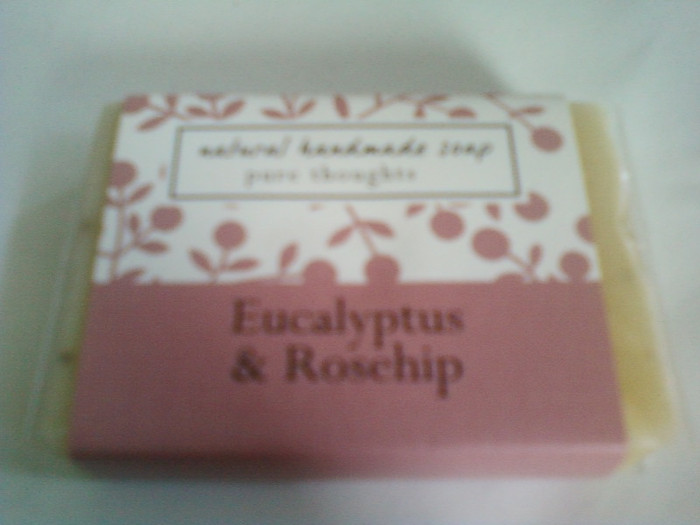 natural handmade soap
pure thoughts
Eucalyptus
& Rosehip